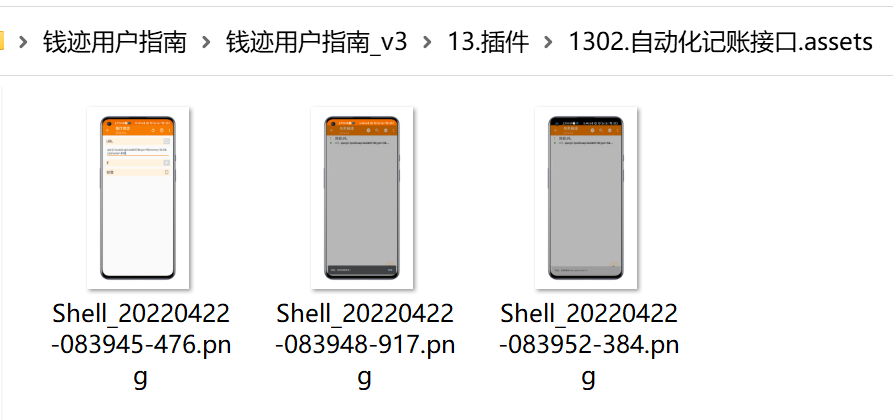 钱迹用户指南 > 钱迹用户指南_v3 > 13.插件 > 1302.自动化记账接口.assets
Shell_20220422
-083945-476.pn
g
Shell_20220422
-083948-917.pn
g
Shell_20220422
-083952-384.pn
g